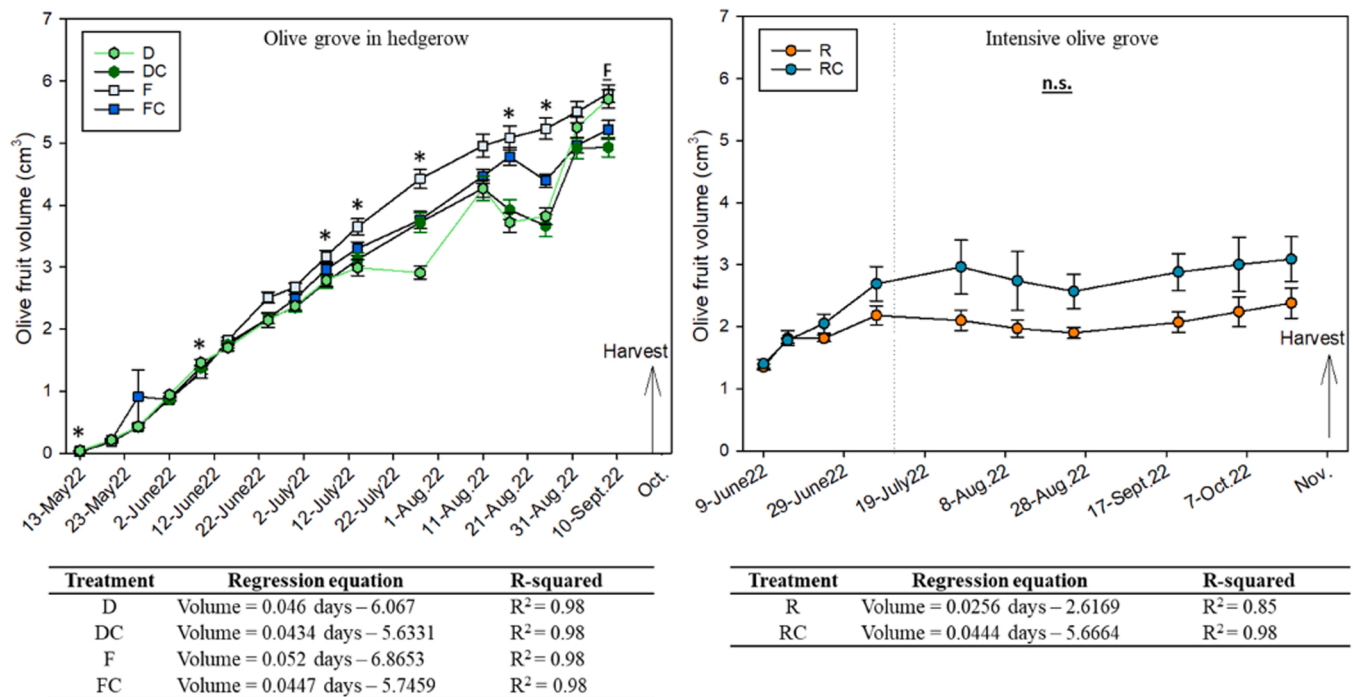 Olive grove in hedgerow
D
DC
F
FC
7
6
5
4
3
2
1
0
Olive fruit volume (cm³)
*
*
*
*
*
*
*
F
Harvest
13-May22
23-May22
2-June22
12-June22
22-June22
2-July22
12-July22
22-July22
1-Aug.22
11-Aug.22
21-Aug.22
31-Aug.22
10-Sept.22
Oct.
Intensive olive grove
R
RC
n.s.
7
6
5
4
3
2
1
0
Olive fruit volume (cm³)
Harvest
9-June22
29-June22
19-July22
8-Aug.22
28-Aug.22
17-Sept.22
7-Oct.22
Nov.
Treatment Regression equation R-squared
D Volume = 0.046 days – 6.067 R² = 0.98
DC Volume = 0.0434 days – 5.6331 R² = 0.98
F Volume = 0.052 days – 6.8653 R² = 0.98
FC Volume = 0.0447 days – 5.7459 R² = 0.98
Treatment Regression equation R-squared
R Volume = 0.0256 days – 2.6169 R² = 0.85
RC Volume = 0.0444 days – 5.6664 R² = 0.98